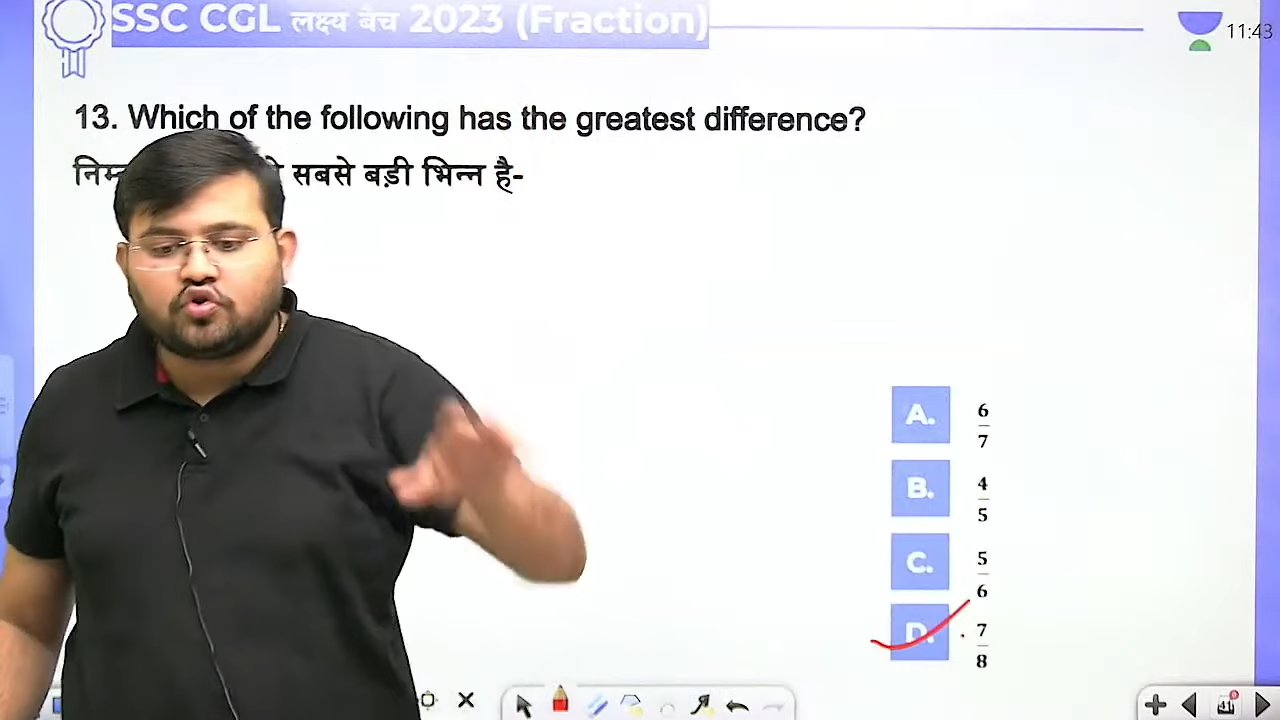 SSC CGL लक्ष्य बैच 2023 (Fraction)
11:43
13. Which of the following has the greatest difference?
सबसे बड़ी भिन्न है-
A. 6/7
B. 4/5
C. 5/6
D. 7/8
41